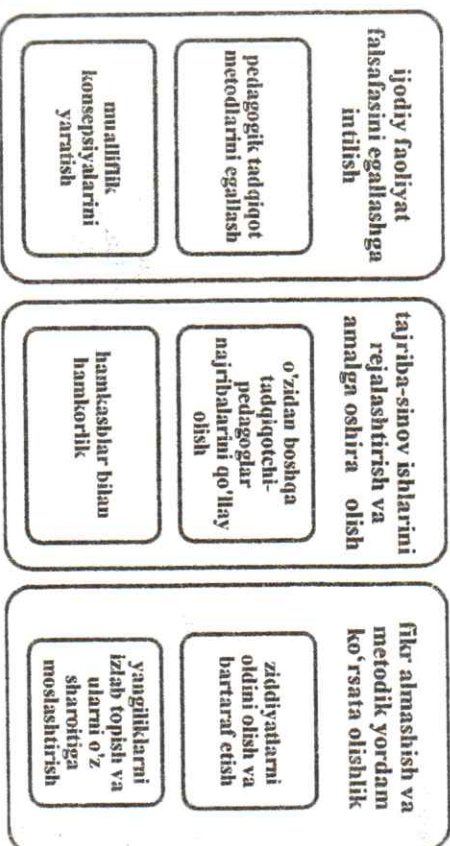 ijodiy faoliyat
falsafasini egallashga
intilish
pedagogik tadqiqot
metodlarini egallash
mualliflik
konsepsiyalarini
yaratish
tajriba-sinov ishlarini
rejalashtirish va
amalga oshira olish
o'zidan boshqa
tadqiqotchi-
pedagoglar
najribalarini qo'llay
olish
hamkasblar bilan
hamkorlik
fikr almashish va
metodik yordam
ko‘rsata olishlik
ziddiyatlarni
oldini olish va
bartaraf etish
yangiliklarni
izlab topish va
ularni o'z
sharoitiga
moslashtirish